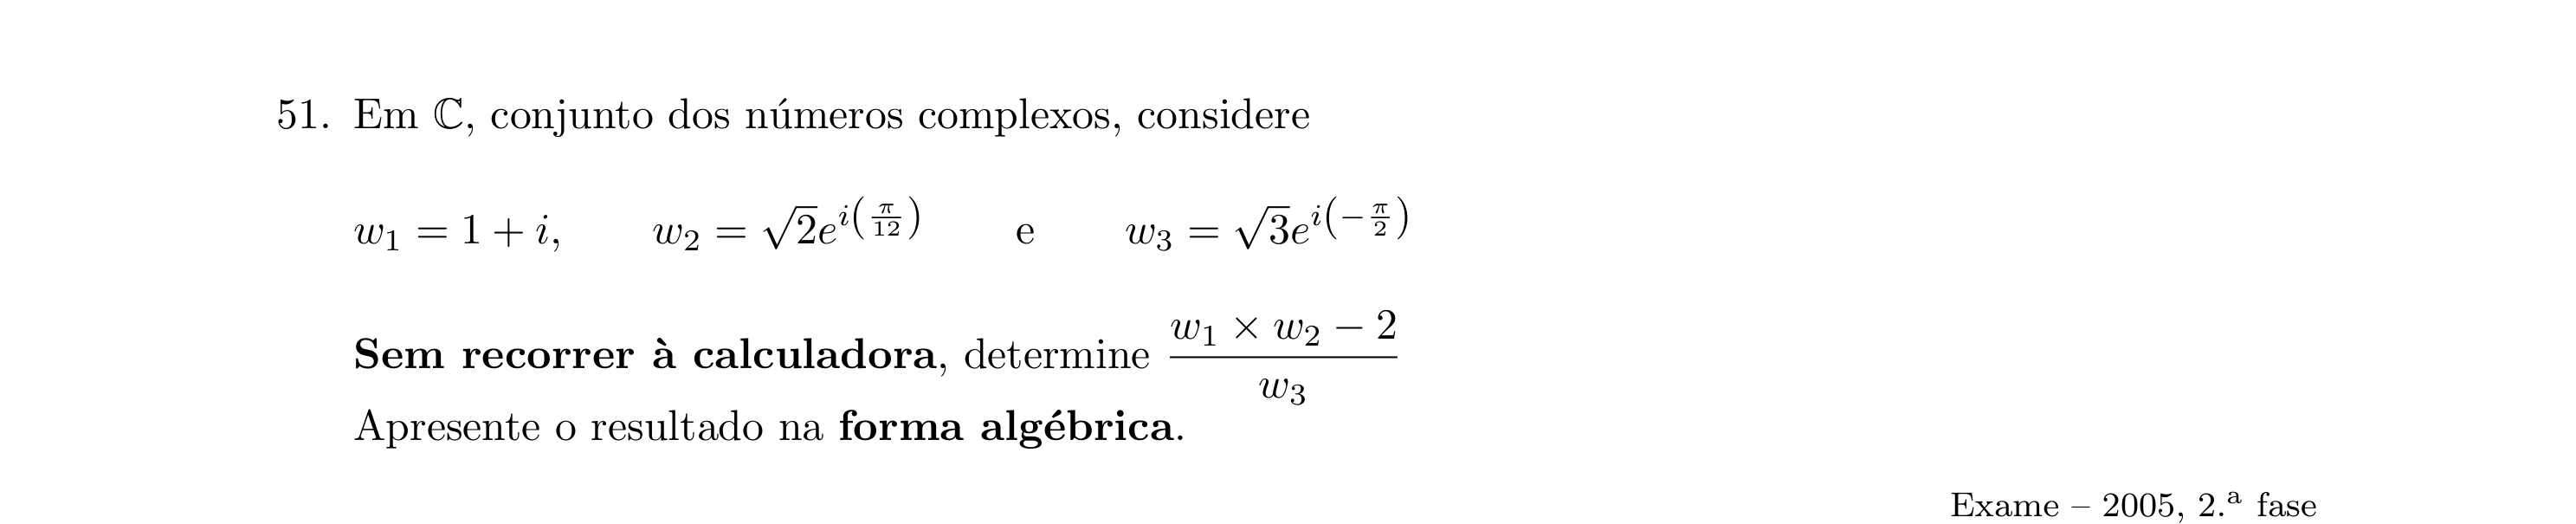 51. Em ℂ, conjunto dos números complexos, considere
w₁ = 1 + i, w₂ = √2e^{i(π/12)} e w₃ = √3e^{i(−π/2)}
Sem recorrer à calculadora, determine (w₁ × w₂ − 2)/w₃
Apresente o resultado na forma algébrica.
Exame – 2005, 2.ª fase